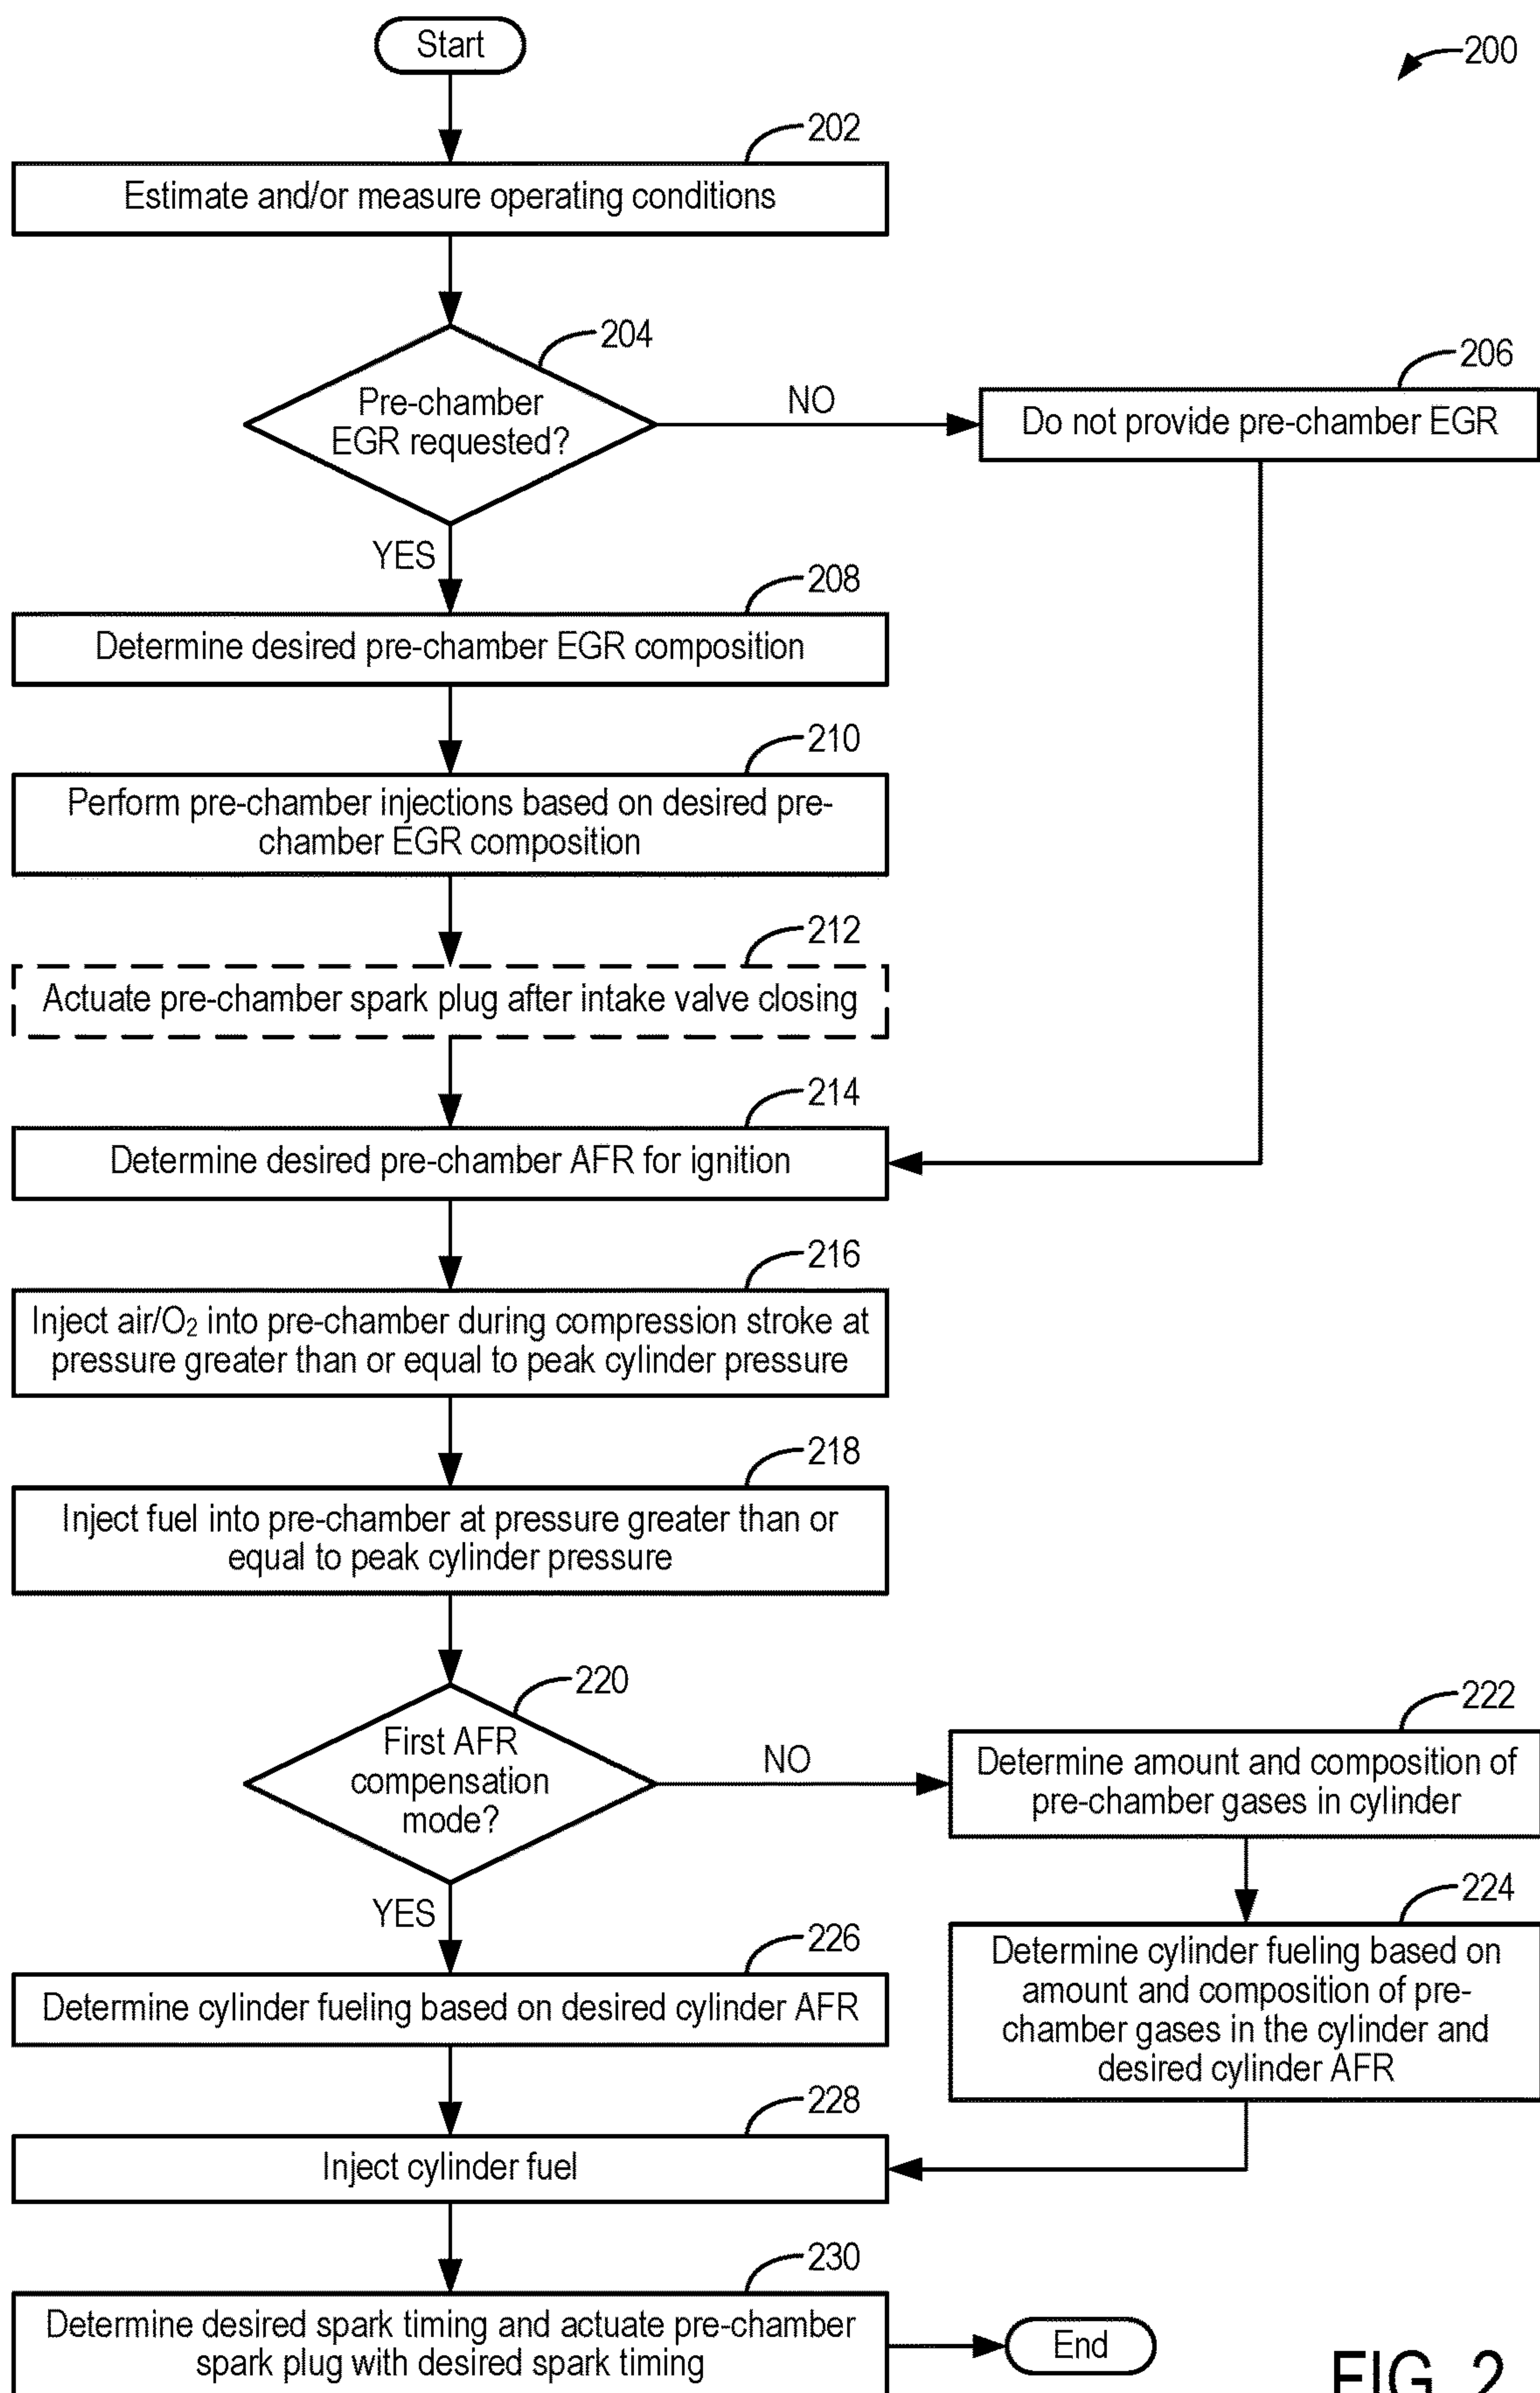 Start
200
202
Estimate and/or measure operating conditions
204
Pre-chamber
EGR requested?
NO
206
Do not provide pre-chamber EGR
YES
208
Determine desired pre-chamber EGR composition
210
Perform pre-chamber injections based on desired pre-
chamber EGR composition
212
Actuate pre-chamber spark plug after intake valve closing
214
Determine desired pre-chamber AFR for ignition
216
Inject air/O₂ into pre-chamber during compression stroke at
pressure greater than or equal to peak cylinder pressure
218
Inject fuel into pre-chamber at pressure greater than or
equal to peak cylinder pressure
220
First AFR
compensation
mode?
NO
222
Determine amount and composition of
pre-chamber gases in cylinder
224
Determine cylinder fueling based on
amount and composition of pre-
chamber gases in the cylinder and
desired cylinder AFR
YES
226
Determine cylinder fueling based on desired cylinder AFR
228
Inject cylinder fuel
230
Determine desired spark timing and actuate pre-chamber
spark plug with desired spark timing
End
FIG. 2